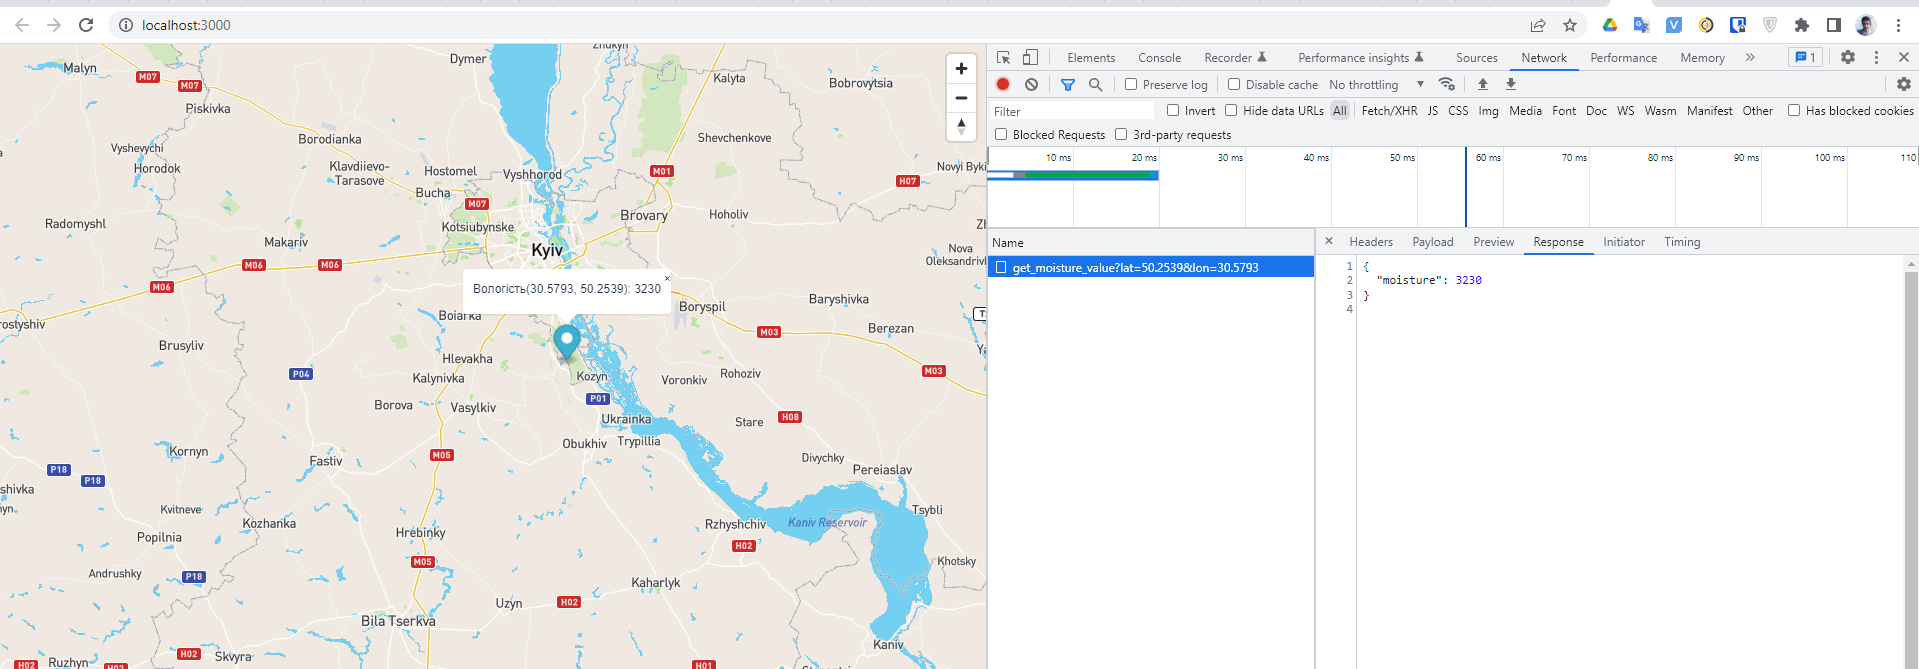 localhost:3000
Zhukyn
Dymer
Malyn
M07
M07
Kalyta
Bobrovytsia
Piskivka
Borodianka
Shevchenkove
Vyshevychi
Horodok
Klavdiievo-
Tarasove
Hostomel
Vyshhorod
M01
H07
Novyi Byki
Bucha
M07
Brovary
Hoholiv
Radomyshl
Kotsiubynske
Makariv
Kyiv
Nova
Oleksandrivk
M06
M06
M06
×
Вологість(30.5793, 50.2539): 3230
Boryspil
Baryshivka
Boiarka
rostyshiv
M03
Berezan
Brusyliv
Hlevakha
P04
Kalynivka
Kozyn
Voronkiv
Rohoziv
M03
Borova
Vasylkiv
P01
Ukrainka
Stare
H08
Obukhiv
Trypillia
Kornyn
M05
Fastiv
Divychky
Pereiaslav
P18
P18
shivka
Kvitneve
Kozhanka
Rzhyshchiv
Kaniv Reservoir
Tsybli
Popilnia
Hrebinky
H02
M05
Khotsky
Andrushky
P18
Kaharlyk
Uzyn
H02
Bila Tserkva
Kaniv
H02
Ruzhyn
H02
Skvyra
H01
Elements Console Recorder Performance insights Sources Network Performance Memory » 1
Preserve log Disable cache No throttling
Filter Invert Hide data URLs All Fetch/XHR JS CSS Img Media Font Doc WS Wasm Manifest Other Has blocked cookies
Blocked Requests 3rd-party requests
10 ms 20 ms 30 ms 40 ms 50 ms 60 ms 70 ms 80 ms 90 ms 100 ms 110
Name
get_moisture_value?lat=50.2539&lon=30.5793
× Headers Payload Preview Response Initiator Timing
1 {
2 "moisture": 3230
3 }
4